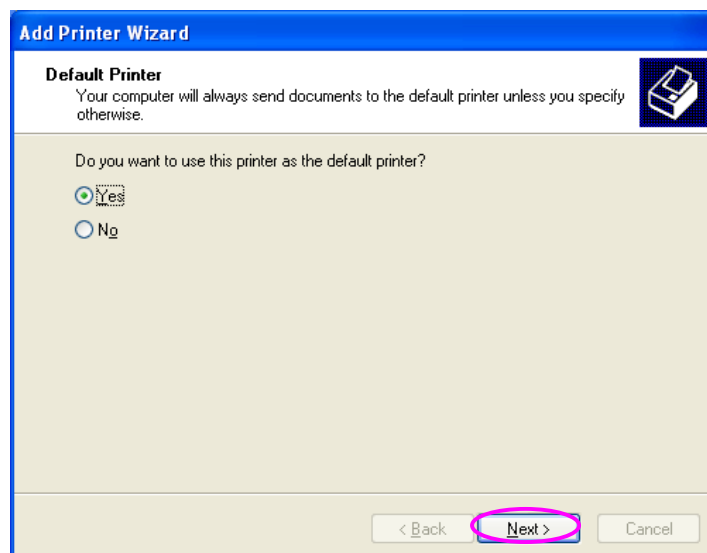 Add Printer Wizard
Default Printer
Your computer will always send documents to the default printer unless you specify
otherwise.
Do you want to use this printer as the default printer?
Yes
No
< Back Next > Cancel